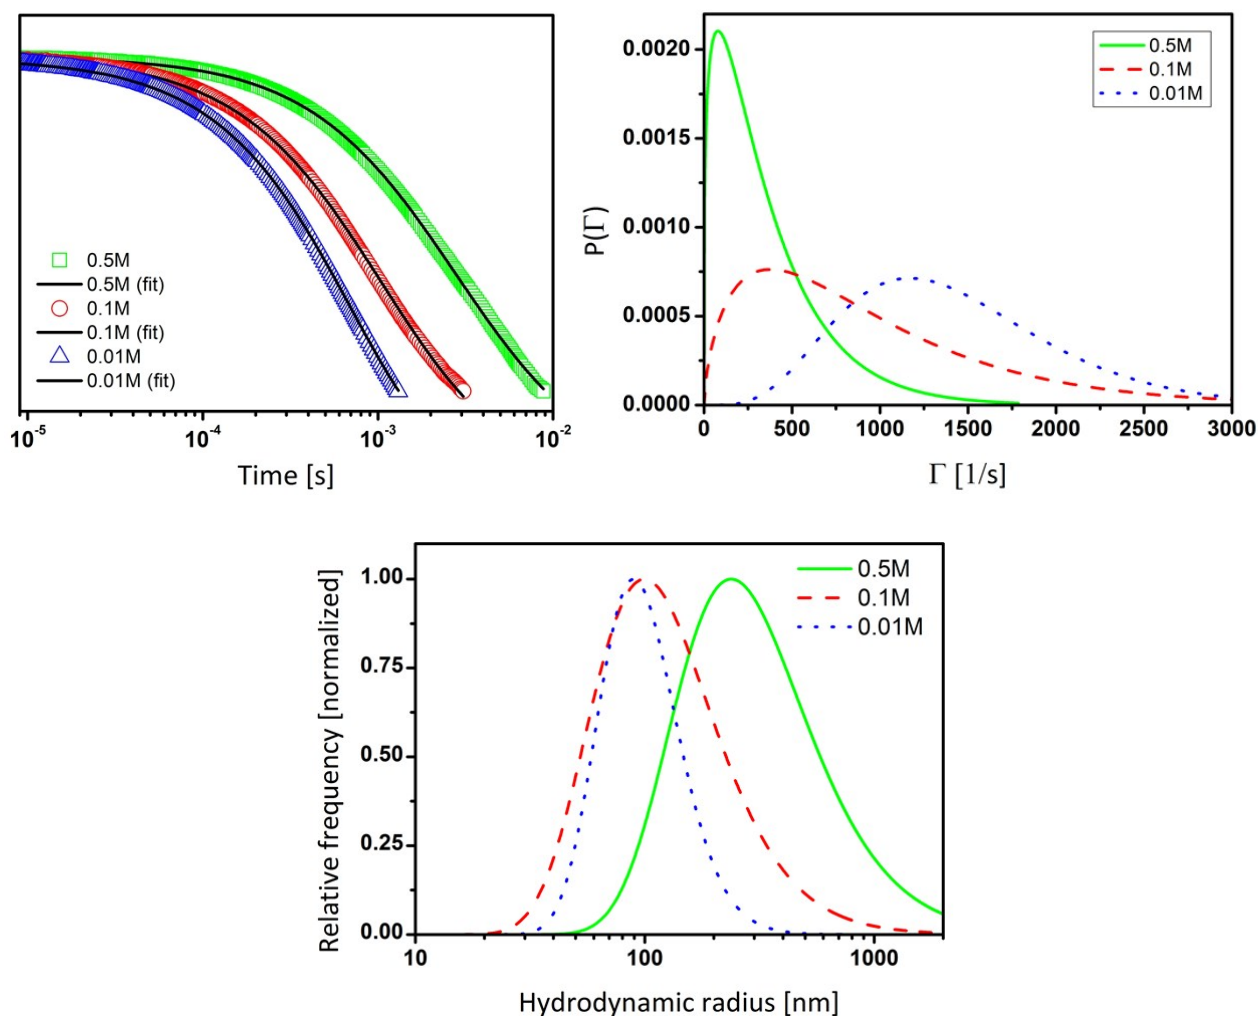 0.5M
0.5M (fit)
0.1M
0.1M (fit)
0.01M
0.01M (fit)
10⁻⁵ 10⁻⁴ 10⁻³ 10⁻²
Time [s]
P(Γ)
0.0020
0.0015
0.0010
0.0005
0.0000
0.5M
0.1M
0.01M
0 500 1000 1500 2000 2500 3000
Γ [1/s]
Relative frequency [normalized]
1.00
0.75
0.50
0.25
0.00
0.5M
0.1M
0.01M
10 100 1000
Hydrodynamic radius [nm]